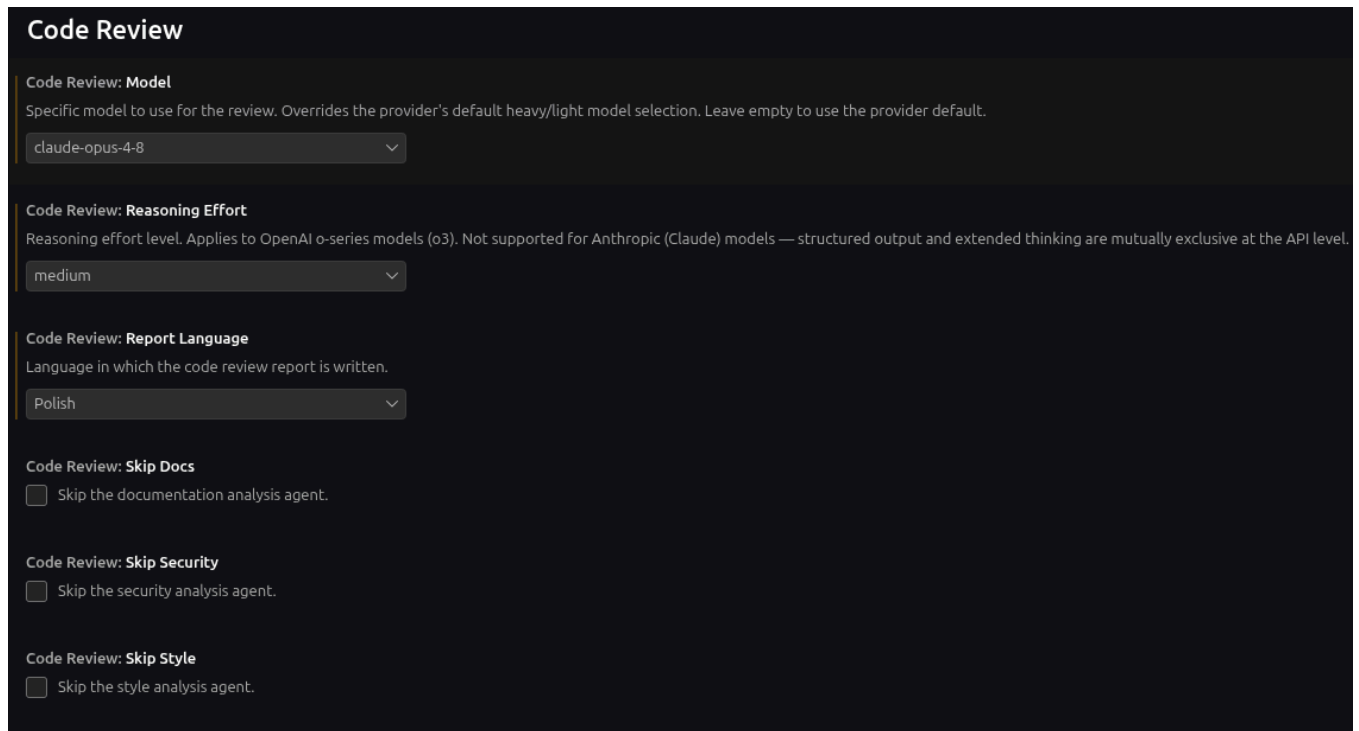 Code Review
Code Review: Model
Specific model to use for the review. Overrides the provider's default heavy/light model selection. Leave empty to use the provider default.
claude-opus-4-8
Code Review: Reasoning Effort
Reasoning effort level. Applies to OpenAI o-series models (o3). Not supported for Anthropic (Claude) models — structured output and extended thinking are mutually exclusive at the API level.
medium
Code Review: Report Language
Language in which the code review report is written.
Polish
Code Review: Skip Docs
Skip the documentation analysis agent.
Code Review: Skip Security
Skip the security analysis agent.
Code Review: Skip Style
Skip the style analysis agent.